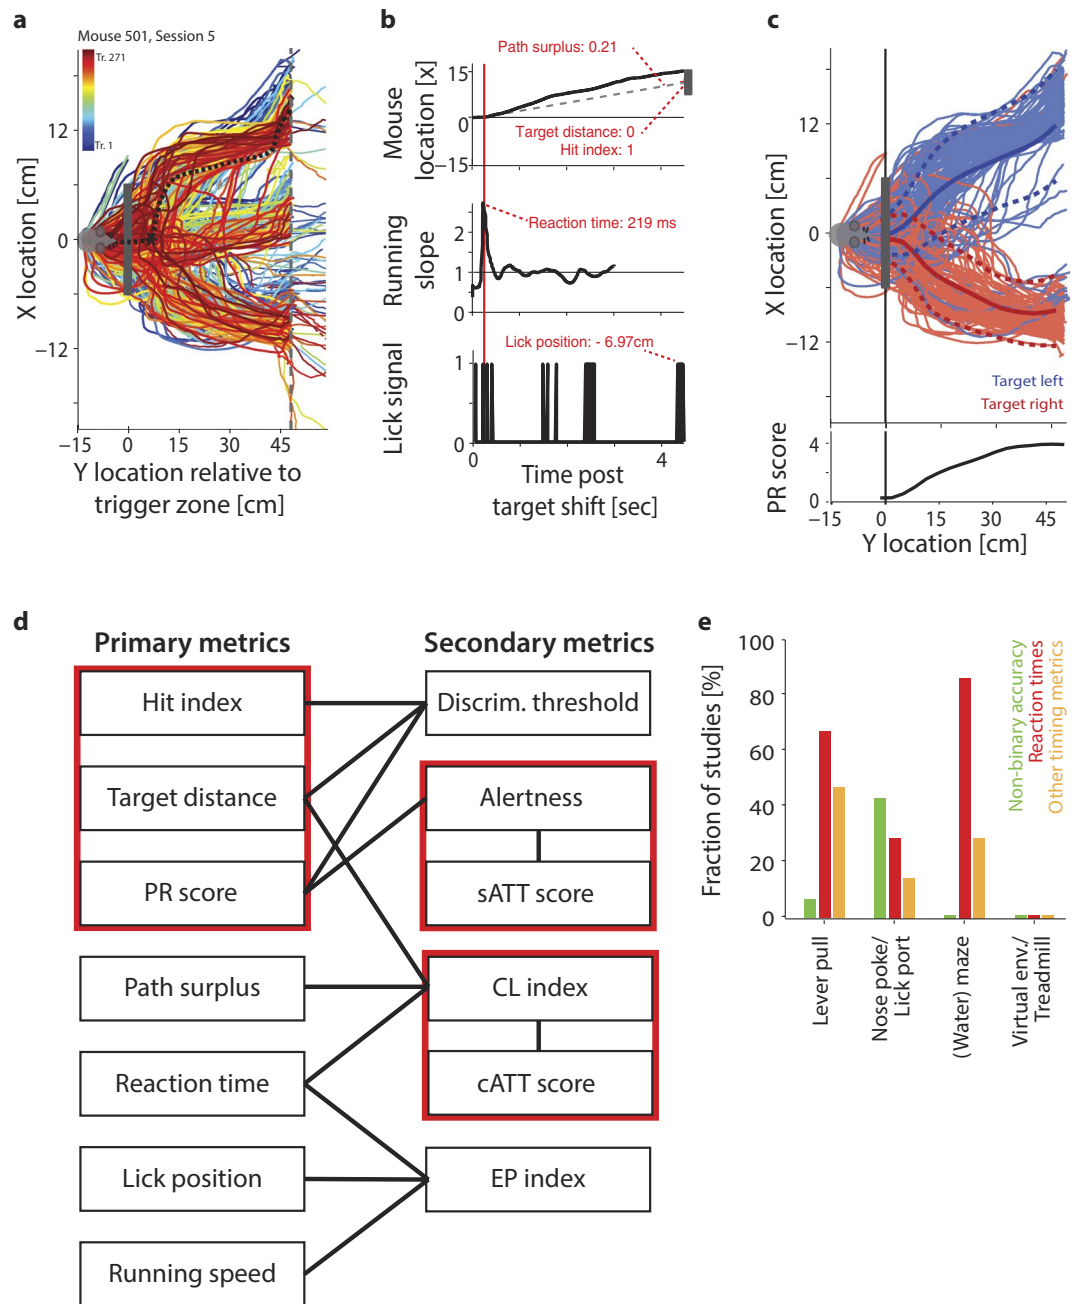 a
Mouse 501, Session 5
Tr. 271
Tr. 1
X location [cm]
12
0
−12
−15
0
15
30
45
Y location relative to
trigger zone [cm]
b
Path surplus: 0.21
Mouse
location [x]
15
0
−15
Target distance: 0
Hit index: 1
Running
slope
2
1
0
Reaction time: 219 ms
Lick signal
1
0
Lick position: - 6.97cm
0
4
Time post
target shift [sec]
c
X location [cm]
12
0
−12
Target left
Target right
PR score
4
0
−15
0
15
30
45
Y location [cm]
d
Primary metrics
Secondary metrics
Hit index
Discrim. threshold
Target distance
Alertness
PR score
sATT score
Path surplus
CL index
Reaction time
cATT score
Lick position
EP index
Running speed
e
Fraction of studies [%]
100
80
60
40
20
0
Non-binary accuracy
Reaction times
Other timing metrics
Lever pull
Nose poke/
Lick port
(Water) maze
Virtual env./
Treadmill